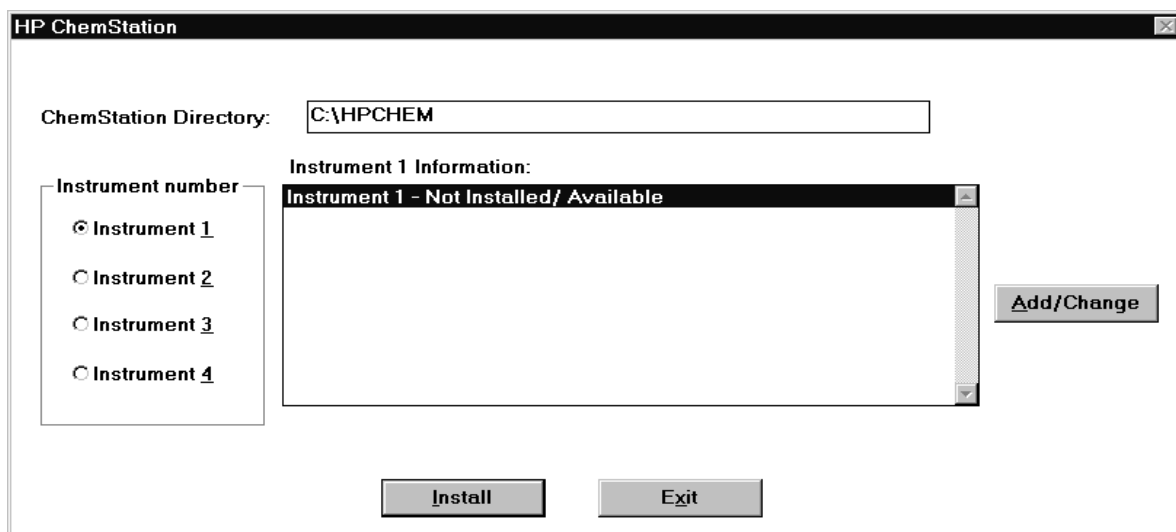 HP ChemStation
ChemStation Directory: C:\HPCHEM
Instrument 1 Information:
Instrument number
Instrument 1 - Not Installed/ Available
Instrument 1
Instrument 2
Instrument 3
Instrument 4
Add/Change
Install Exit